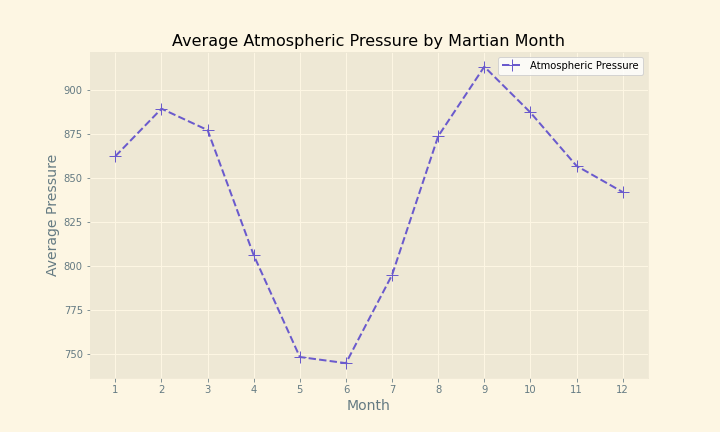 Average Atmospheric Pressure by Martian Month
Atmospheric Pressure
Average Pressure
900
875
850
825
800
775
750
1 2 3 4 5 6 7 8 9 10 11 12
Month